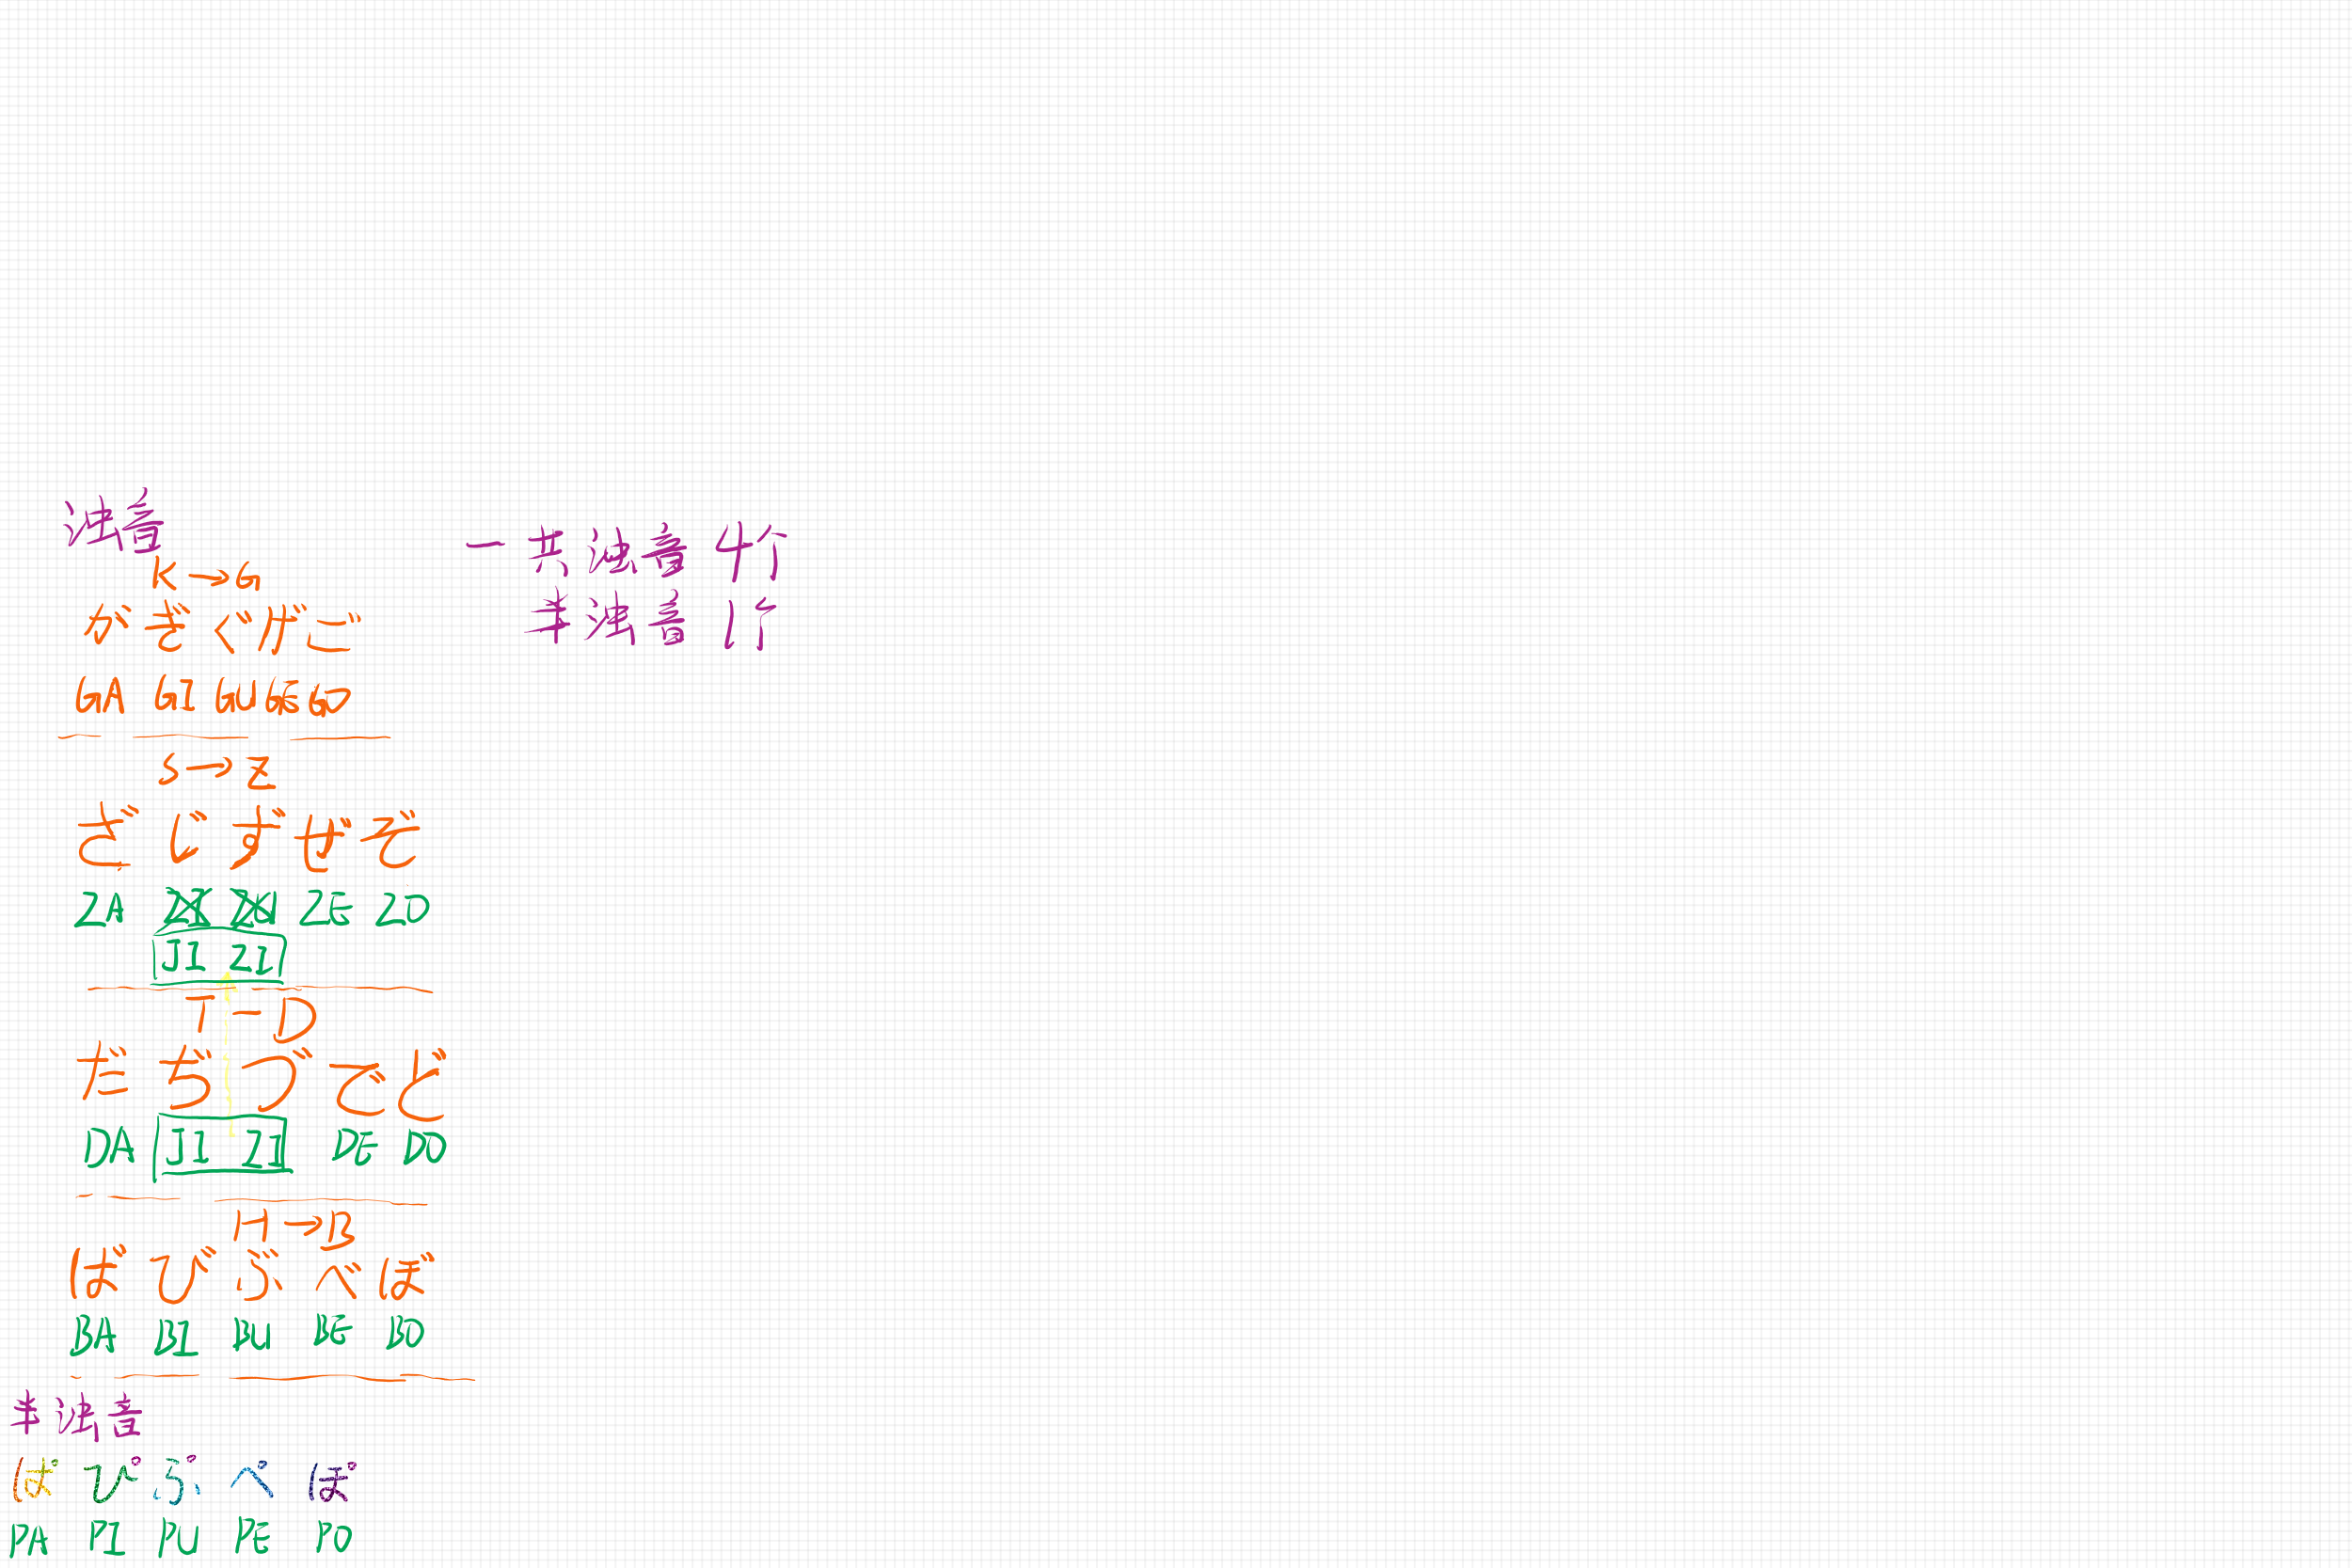 浊音
K→G
がぎぐげご
GA GI GU GE GO
S→Z
ざじずぜぞ
ZA ZI ZU ZE ZO
JI ZI
T-D
だぢづでど
DA JI ZI DE DO
H→B
ばびぶべぼ
BA BI BU BE BO
半浊音
ぱぴぷぺぽ
PA PI PU PE PO
一共浊音4个
半浊音1个